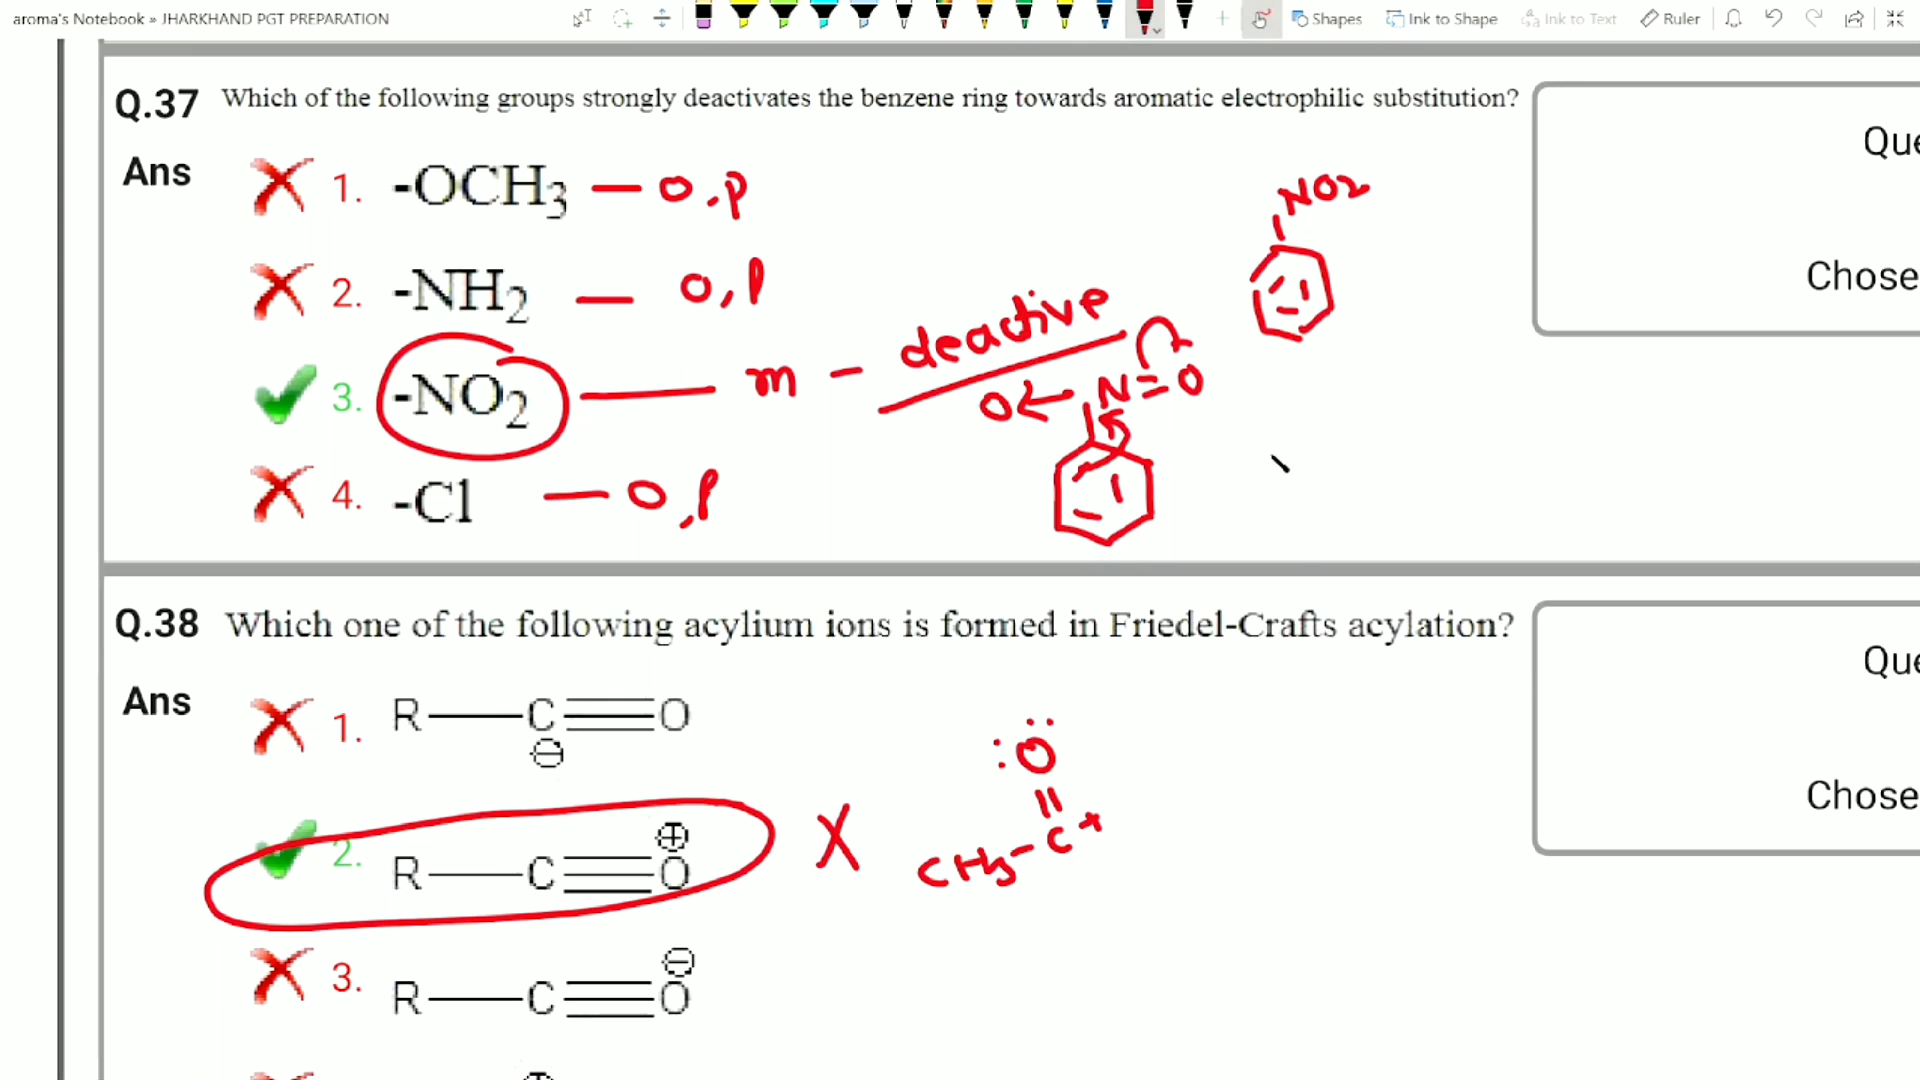 aroma's Notebook » JHARKHAND PGT PREPARATION
Shapes
Ink to Shape
Ink to Text
Ruler
Q.37 Which of the following groups strongly deactivates the benzene ring towards aromatic electrophilic substitution?
Ans
1. -OCH3 — o,p
NO2
2. -NH2 — o,p
3. -NO2 — m - deactive
O← N=O
4. -Cl — o,p
Q.38 Which one of the following acylium ions is formed in Friedel-Crafts acylation?
Ans
1. R—C≡O
⊖
:Ö
||
CH3-C+
X
⊕
2. R—C≡O
⊖
3. R—C≡O
Que
Chose
Que
Chose